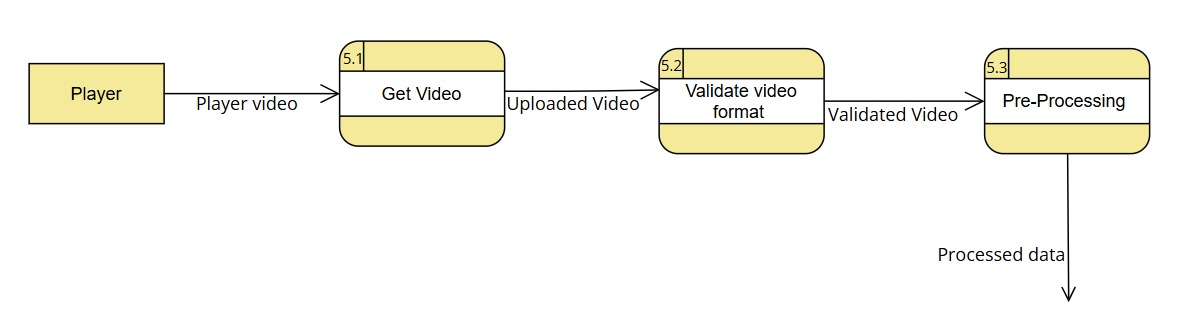 5.1
5.2
5.3
Player
Player video
Get Video
Uploaded Video
Validate video
format
Validated Video
Pre-Processing
Processed data